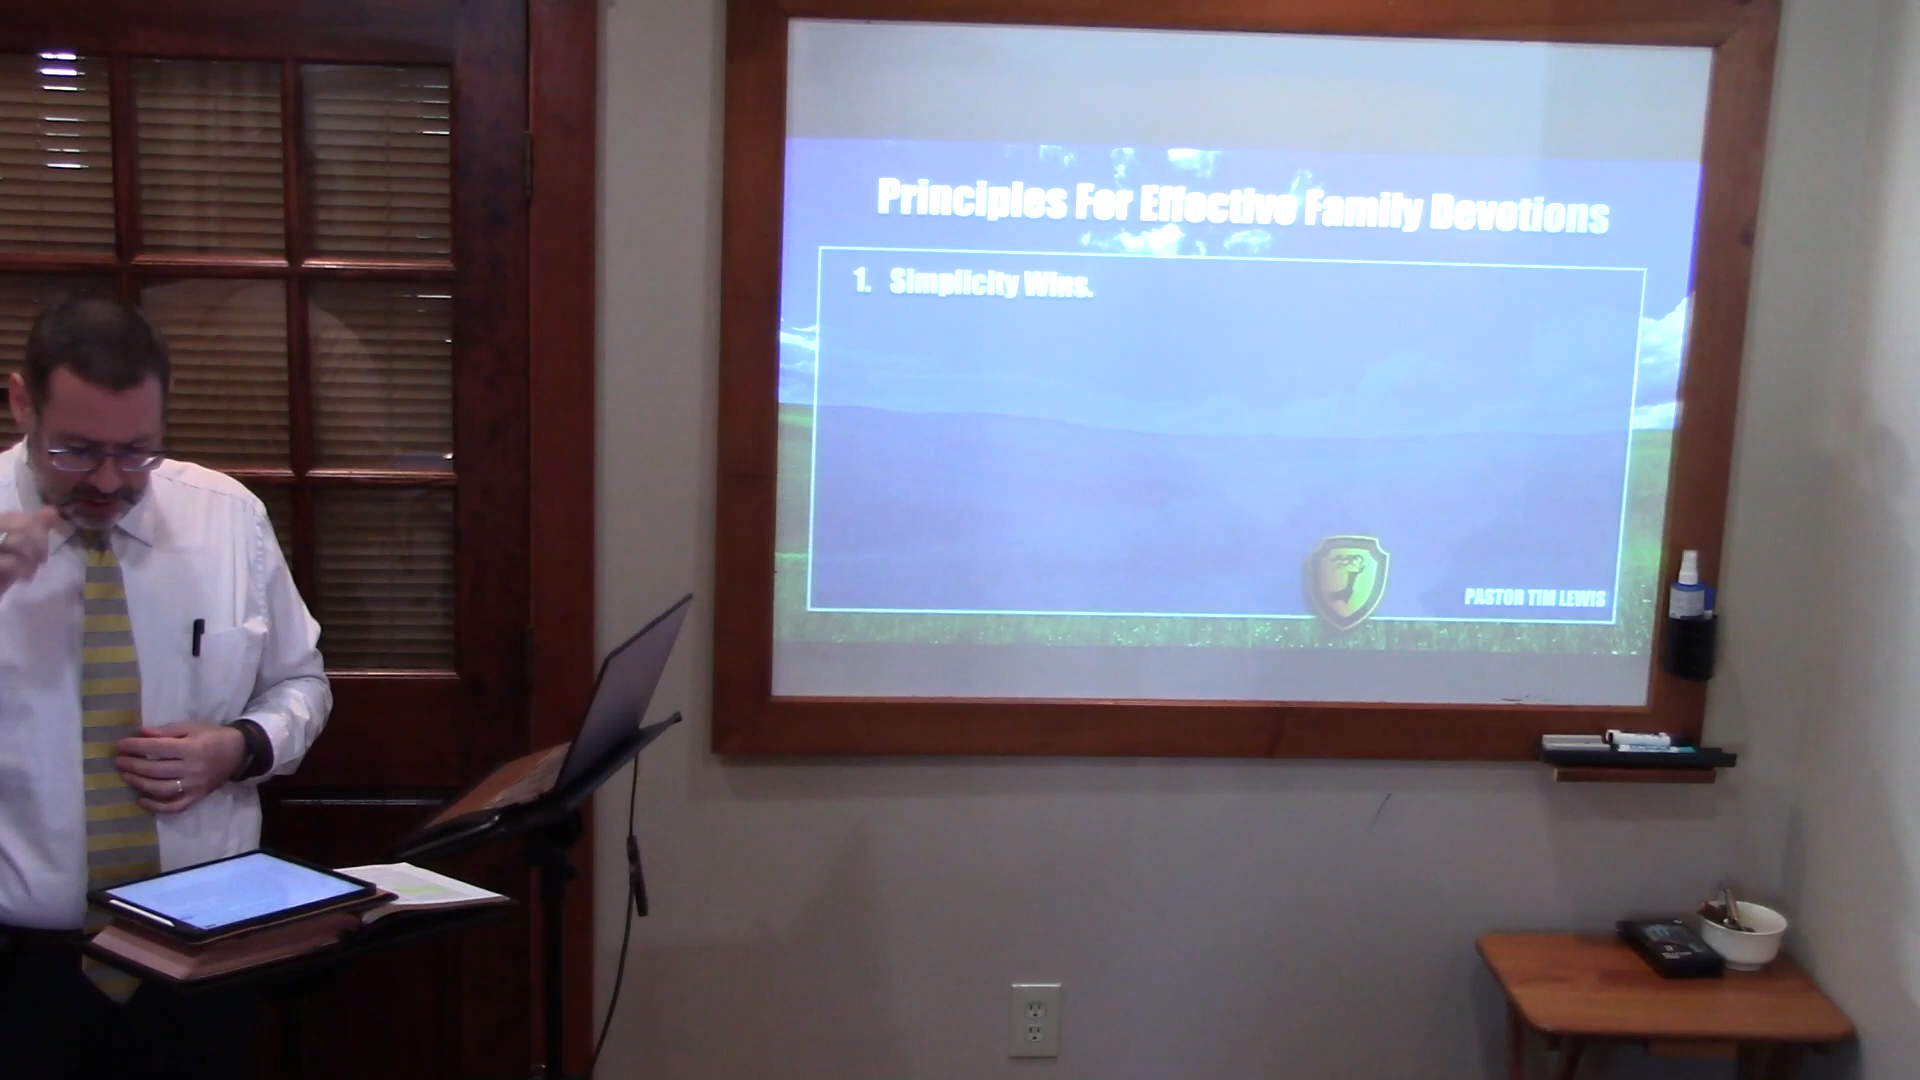 Principles For Effective Family Devotions
1. Simplicity Wins.
PASTOR TIM LEWIS